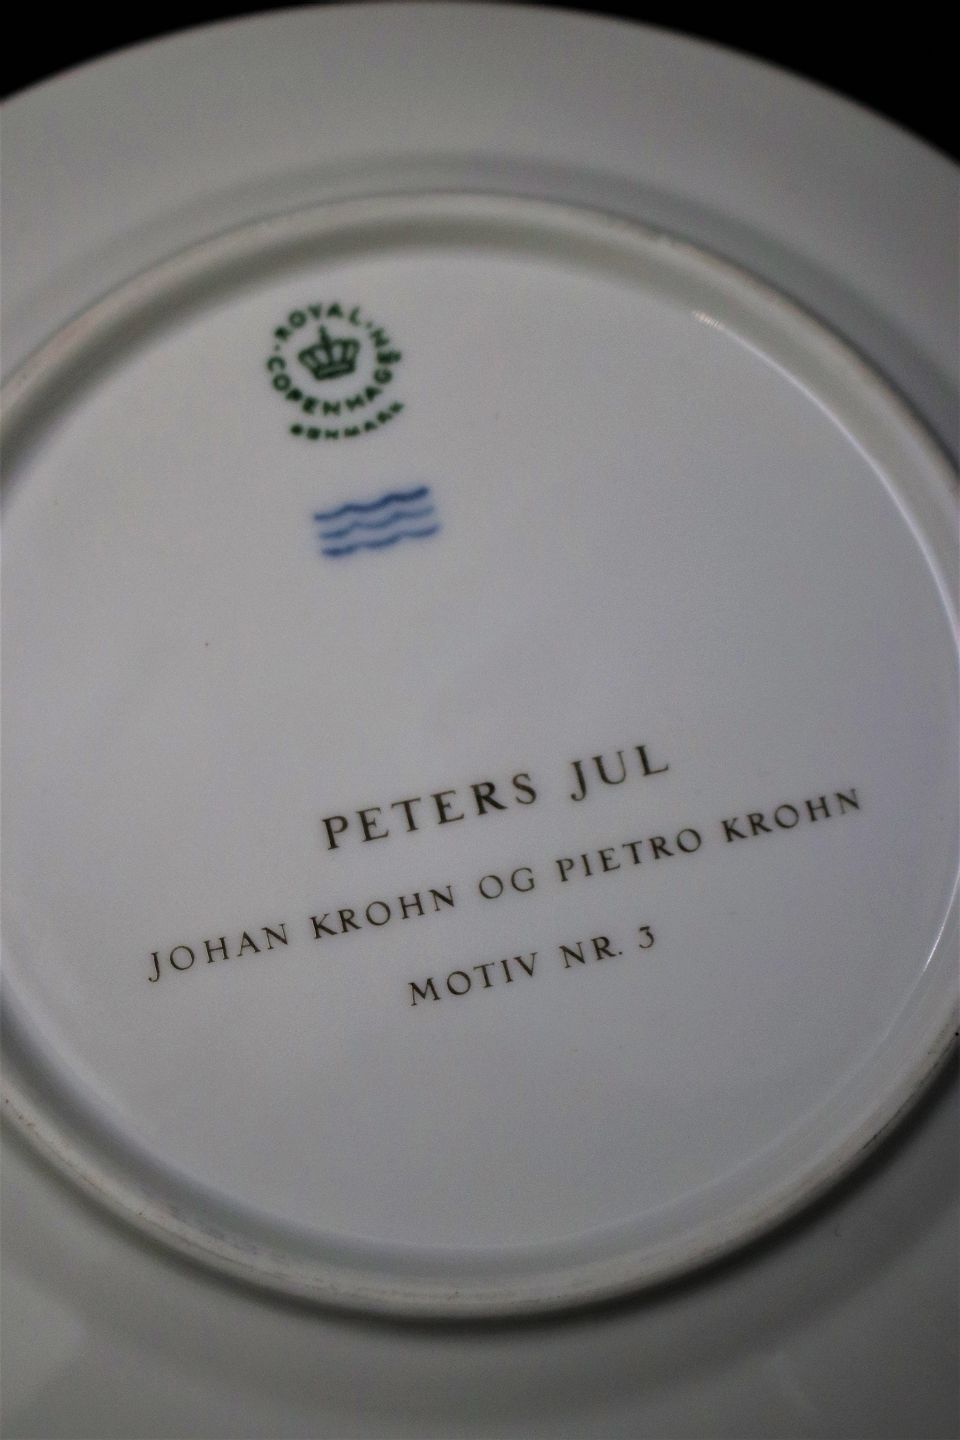 ROYAL
COPENHAGEN
DENMARK
PETERS JUL
JOHAN KROHN OG PIETRO KROHN
MOTIV NR. 3